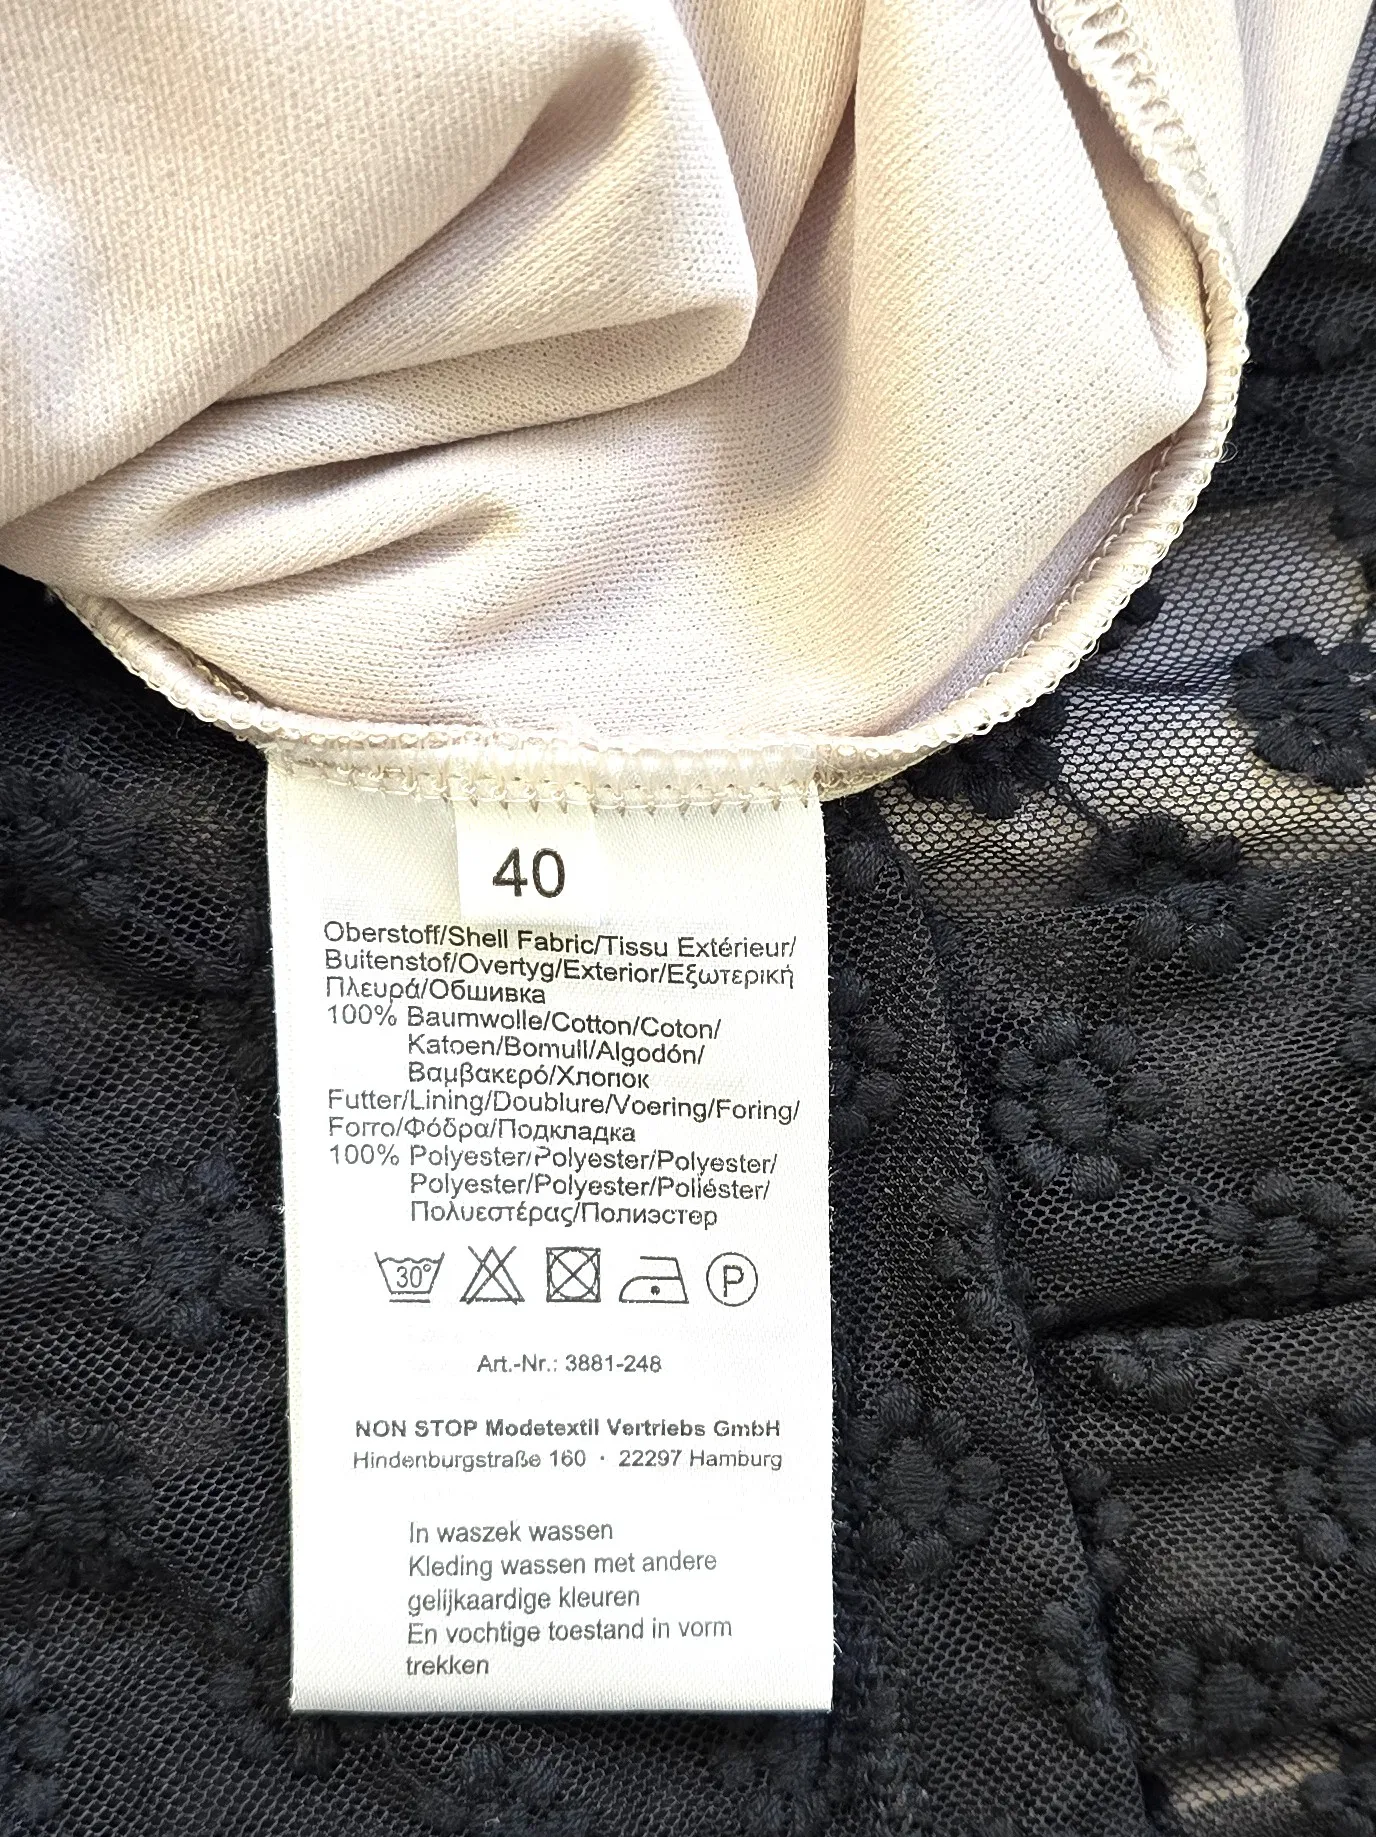 40
Oberstoff/Shell Fabric/Tissu Extérieur/
Buitenstof/Overtyg/Exterior/Εξωτερική
Πλευρά/Обшивка
100% Baumwolle/Cotton/Coton/
Katoen/Bomull/Algodón/
Βαμβακερό/Хлопок
Futter/Lining/Doublure/Voering/Foring/
Forro/Φόδρα/Подкладка
100% Polyester/Polyester/Polyester/
Polyester/Polyester/Poliéster/
Πολυεστέρας/Полиэстер
30° P
Art.-Nr.: 3881-248
NON STOP Modetextil Vertriebs GmbH
Hindenburgstraße 160 · 22297 Hamburg
In waszek wassen
Kleding wassen met andere
gelijkaardige kleuren
En vochtige toestand in vorm
trekken